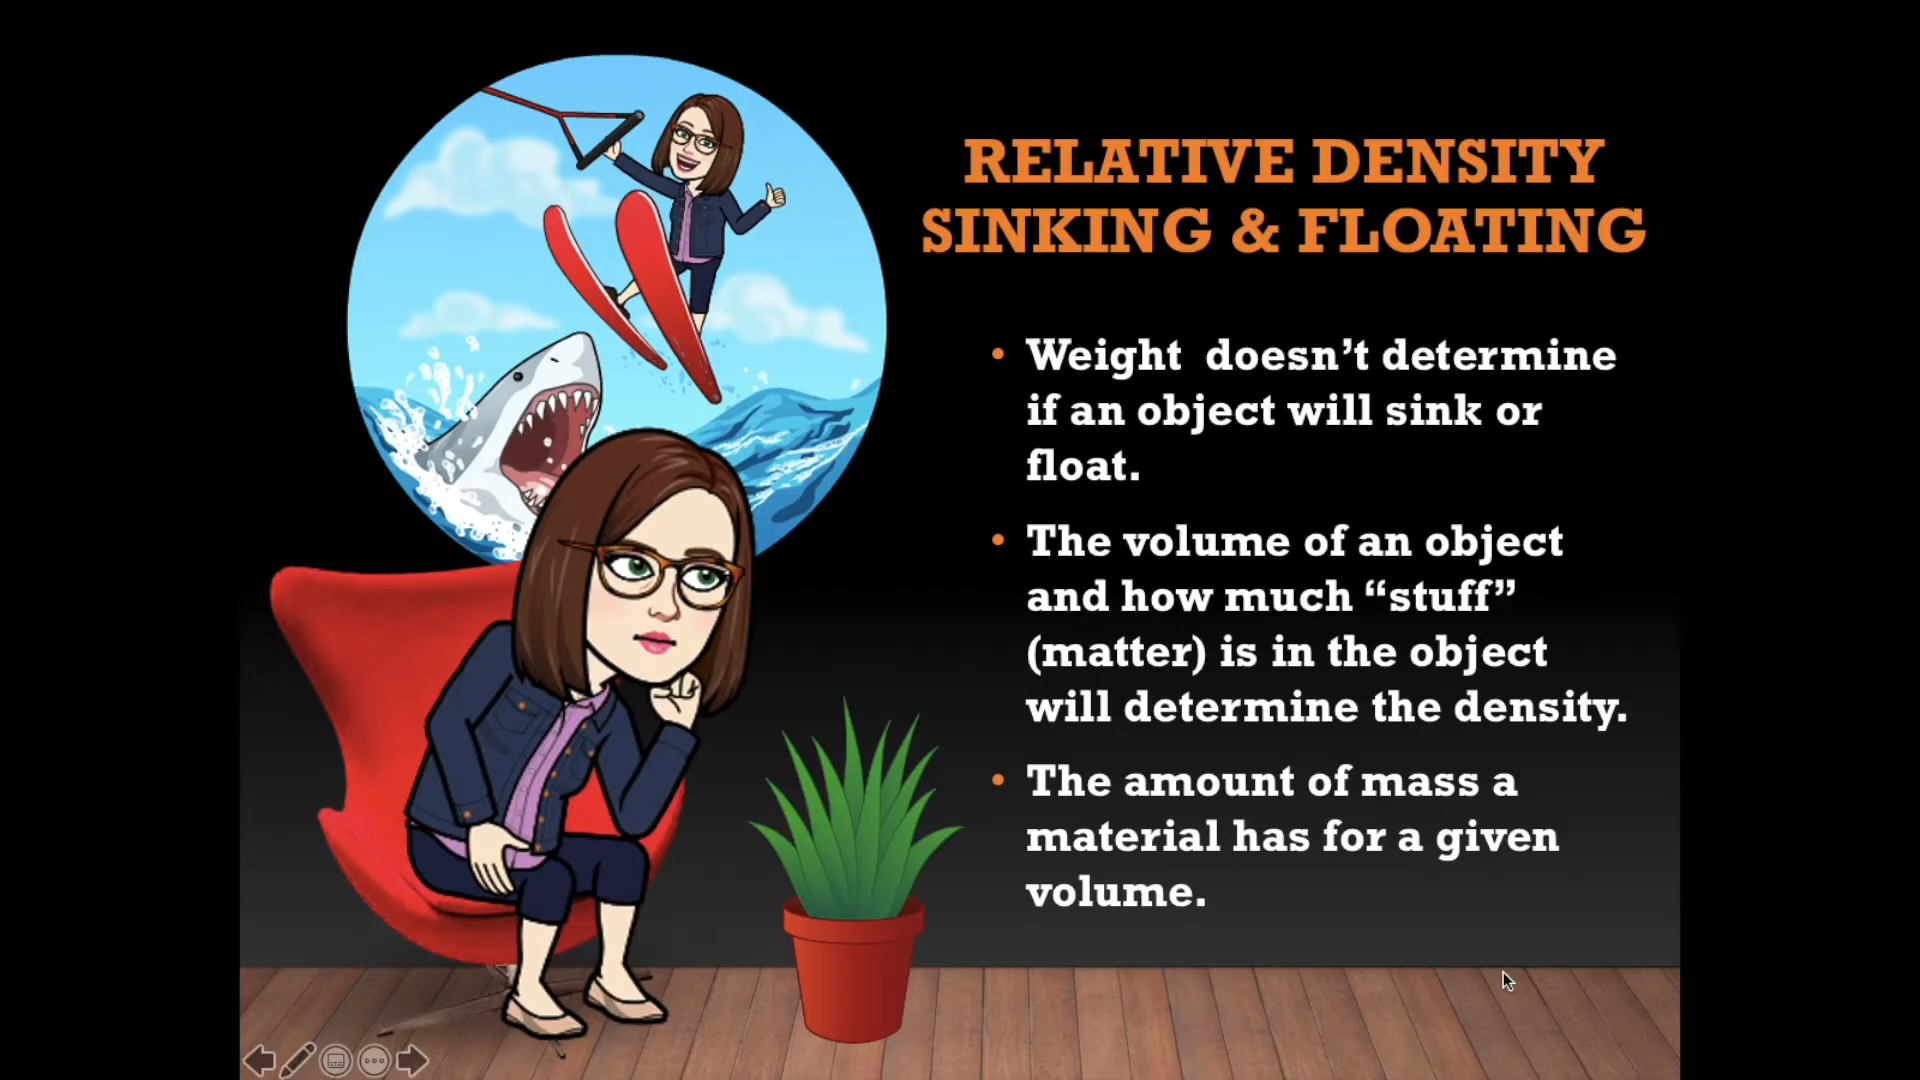 RELATIVE DENSITY
SINKING & FLOATING
• Weight  doesn’t determine
if an object will sink or
float.
• The volume of an object
and how much “stuff”
(matter) is in the object
will determine the density.
• The amount of mass a
material has for a given
volume.